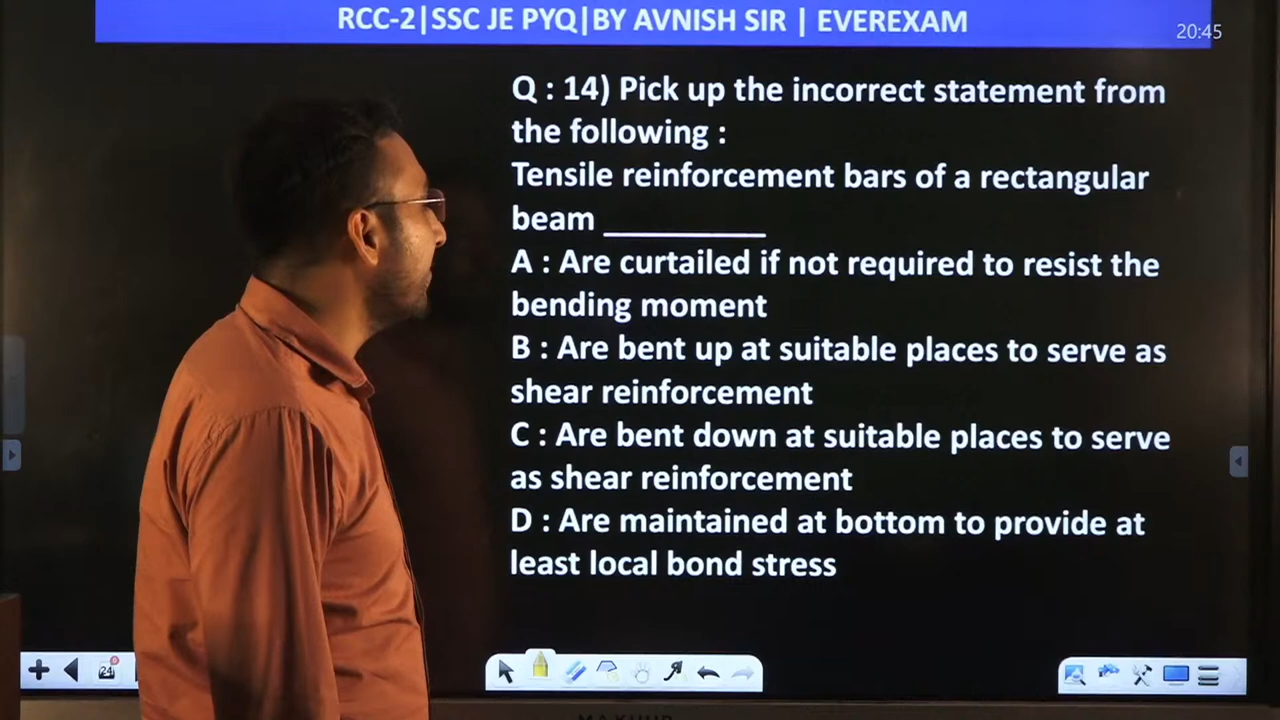 RCC-2|SSC JE PYQ|BY AVNISH SIR | EVEREXAM
20:45
Q : 14) Pick up the incorrect statement from
the following :
Tensile reinforcement bars of a rectangular
beam __________
A : Are curtailed if not required to resist the
bending moment
B : Are bent up at suitable places to serve as
shear reinforcement
C : Are bent down at suitable places to serve
as shear reinforcement
D : Are maintained at bottom to provide at
least local bond stress
24